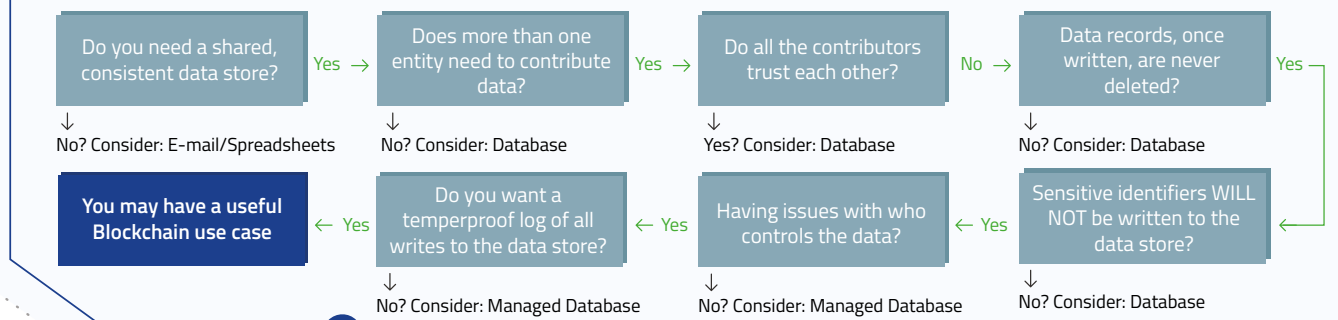 Do you need a shared,
consistent data store?
Yes →
Does more than one
entity need to contribute
data?
Yes →
Do all the contributors
trust each other?
No →
Data records, once
written, are never
deleted?
Yes
No? Consider: E-mail/Spreadsheets
No? Consider: Database
Yes? Consider: Database
No? Consider: Database
You may have a useful
Blockchain use case
← Yes
Do you want a
temperproof log of all
writes to the data store?
← Yes
Having issues with who
controls the data?
← Yes
Sensitive identifiers WILL
NOT be written to the
data store?
No? Consider: Managed Database
No? Consider: Managed Database
No? Consider: Database